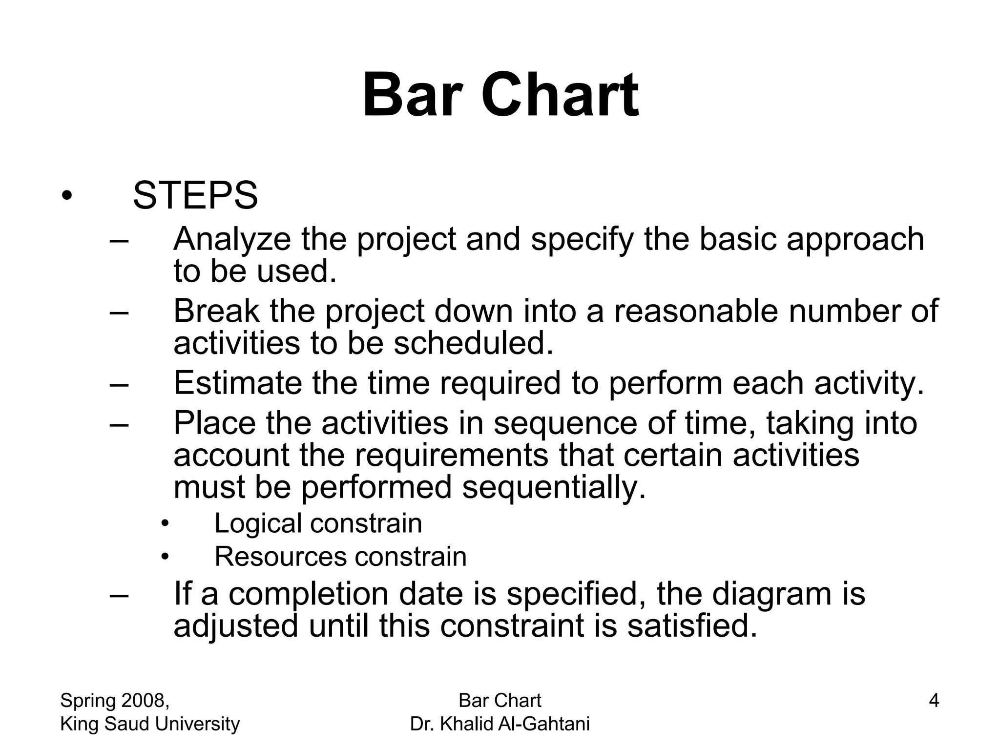 Bar Chart
• STEPS
– Analyze the project and specify the basic approach
to be used.
– Break the project down into a reasonable number of
activities to be scheduled.
– Estimate the time required to perform each activity.
– Place the activities in sequence of time, taking into
account the requirements that certain activities
must be performed sequentially.
• Logical constrain
• Resources constrain
– If a completion date is specified, the diagram is
adjusted until this constraint is satisfied.
Spring 2008,
King Saud University
Bar Chart
Dr. Khalid Al-Gahtani
4